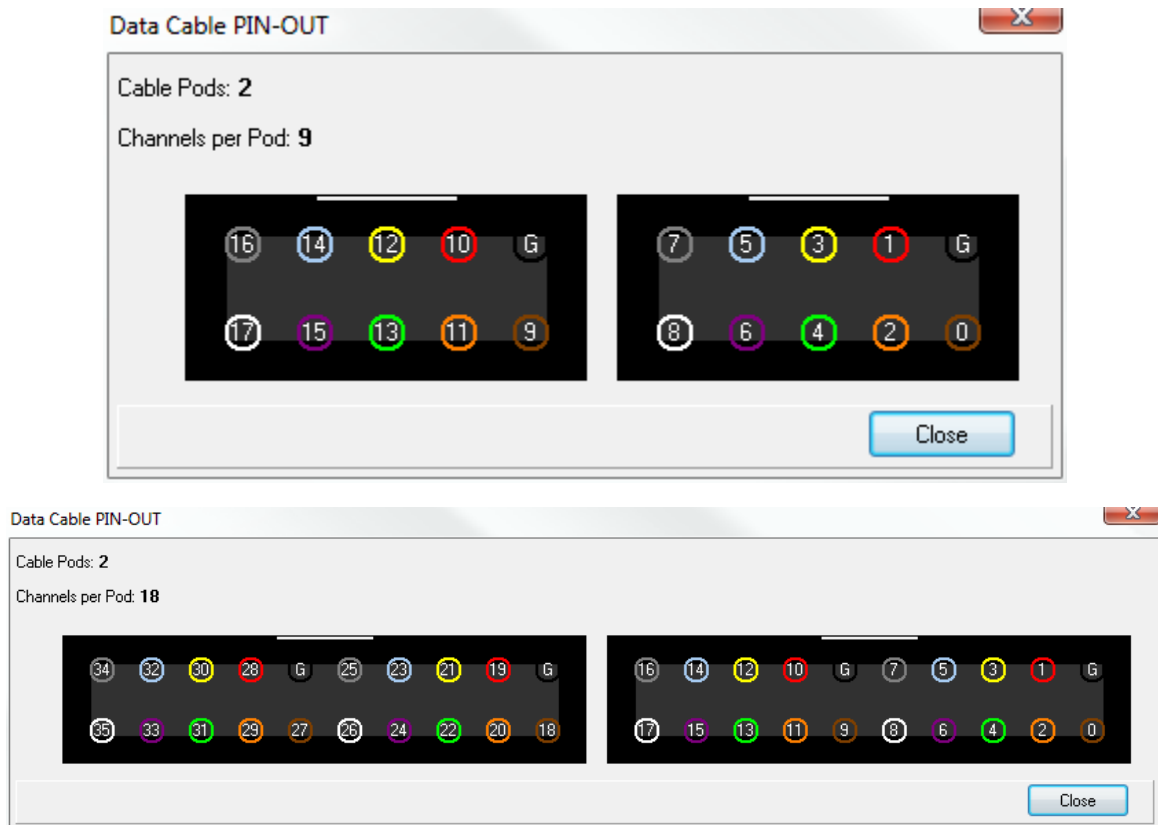 Data Cable PIN-OUT
X
Cable Pods: 2
Channels per Pod: 9
16 14 12 10 G 7 5 3 1 G
17 15 13 11 9 8 6 4 2 0
Close
Data Cable PIN-OUT
X
Cable Pods: 2
Channels per Pod: 18
34 32 30 28 G 25 23 21 19 G 16 14 12 10 G 7 5 3 1 G
35 33 31 29 27 26 24 22 20 18 17 15 13 11 9 8 6 4 2 0
Close